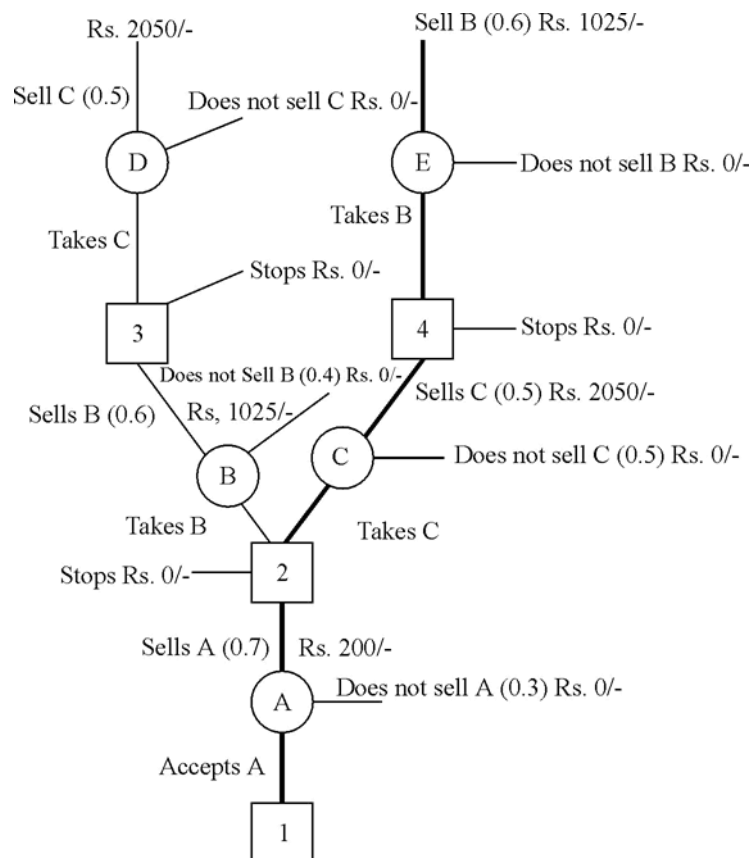 Rs. 2050/-
Sell B (0.6) Rs. 1025/-
Sell C (0.5)
Does not sell C Rs. 0/-
D
E
Does not sell B Rs. 0/-
Takes C
Takes B
Stops Rs. 0/-
3
4
Stops Rs. 0/-
Does not Sell B (0.4) Rs. 0/-
Sells B (0.6)
Rs, 1025/-
Sells C (0.5) Rs. 2050/-
B
C
Does not sell C (0.5) Rs. 0/-
Takes B
Takes C
Stops Rs. 0/-
2
Sells A (0.7)
Rs. 200/-
A
Does not sell A (0.3) Rs. 0/-
Accepts A
1